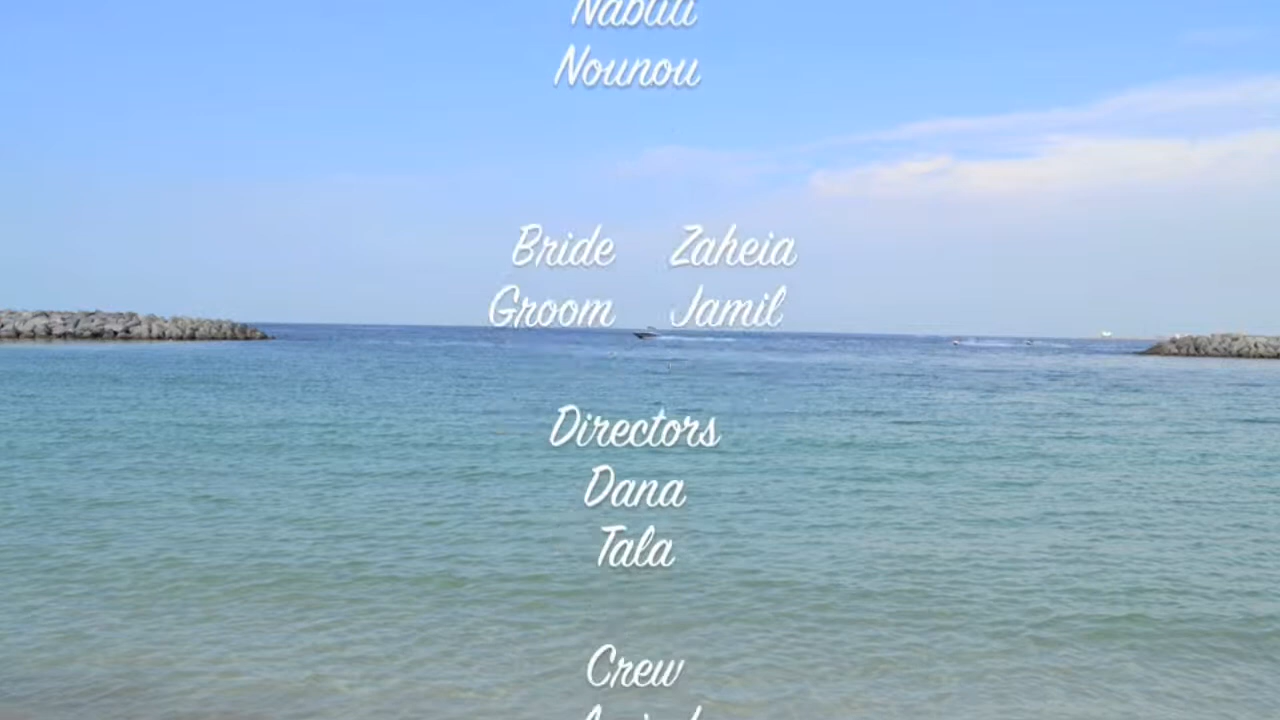 Nounou
Bride Zaheia
Groom Jamil
Directors
Dana
Tala
Crew